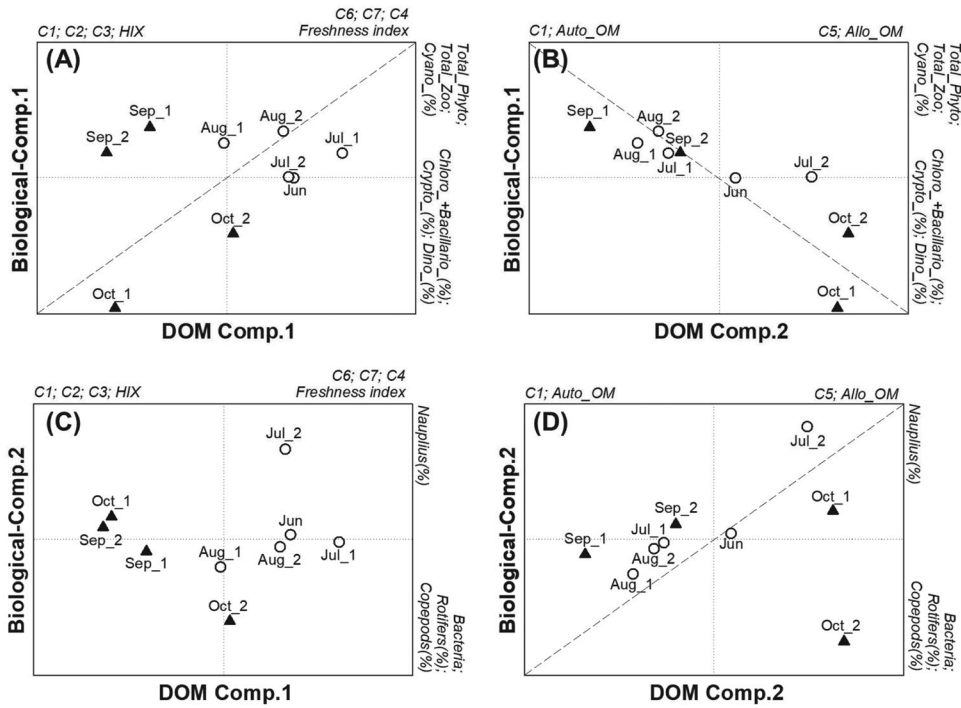 C1; C2; C3; HIX
C6; C7; C4
Freshness index
(A)
Sep_1
Sep_2
Aug_1
Aug_2
Jul_1
Jul_2
Jun
Oct_2
Oct_1
Biological-Comp.1
DOM Comp.1
Total_Phyto;
Total_Zoo;
Cyano_(%)
Chloro_+Bacillario_(%);
Crypto_(%); Dino_(%)
C1; Auto_OM
C5; Allo_OM
(B)
Sep_1
Aug_2
Sep_2
Aug_1
Jul_1
Jul_2
Jun
Oct_2
Oct_1
Biological-Comp.1
DOM Comp.2
Total_Phyto;
Total_Zoo;
Cyano_(%)
Chloro_+Bacillario_(%);
Crypto_(%); Dino_(%)
C1; C2; C3; HIX
C6; C7; C4
Freshness index
(C)
Jul_2
Oct_1
Sep_2
Sep_1
Jun
Aug_1
Aug_2
Jul_1
Oct_2
Biological-Comp.2
DOM Comp.1
Nauplius(%)
Bacteria;
Rotifers(%);
Copepods(%)
C1; Auto_OM
C5; Allo_OM
(D)
Jul_2
Oct_1
Sep_2
Jul_1
Sep_1
Jun
Aug_2
Aug_1
Oct_2
Biological-Comp.2
DOM Comp.2
Nauplius(%)
Bacteria;
Rotifers(%);
Copepods(%)